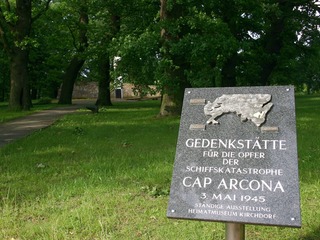 GEDENKSTÄTTE
FÜR DIE OPFER
DER
SCHIFFSKATASTROPHE
CAP ARCONA
3. MAI 1945
STÄNDIGE AUSSTELLUNG
HEIMATMUSEUM KIRCHDORF